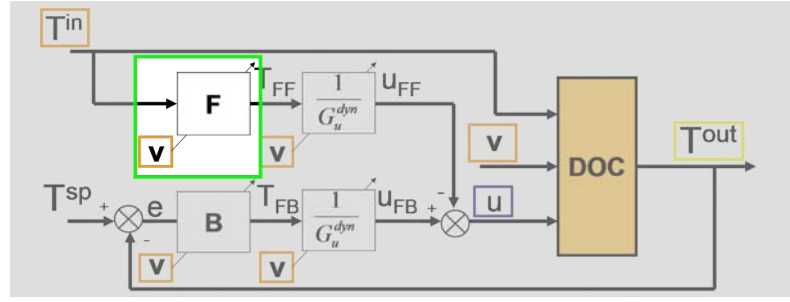 T^in
F
T_FF
1
G_u^dyn
u_FF
v
v
v
DOC
T^out
T^sp
+
-
e
B
T_FB
1
G_u^dyn
u_FB
-
+
u
v
v